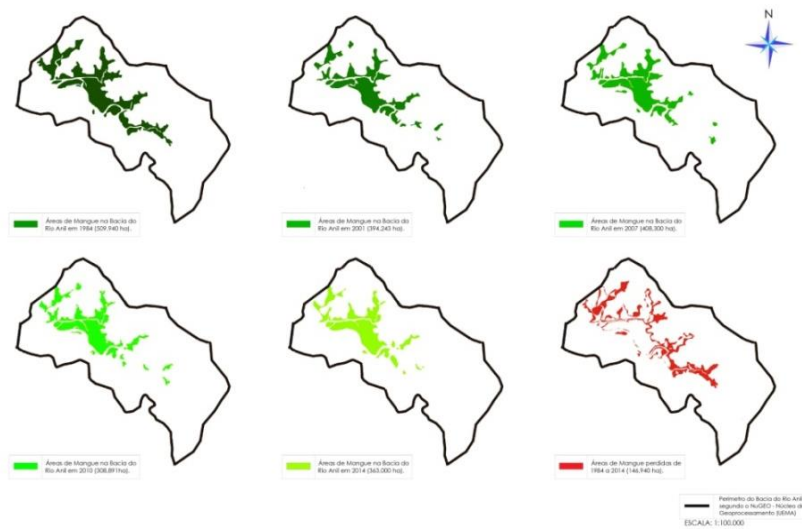 N
Áreas de Mangue na Bacia do
Rio Anil em 1984 (509,940 ha).
Áreas de Mangue na Bacia do
Rio Anil em 2001 (394,243 ha).
Áreas de Mangue na Bacia do
Rio Anil em 2007 (408,300 ha).
Áreas de Mangue na Bacia do
Rio Anil em 2010 (308,891ha).
Áreas de Mangue na Bacia do
Rio Anil em 2014 (363,000 ha).
Áreas de Mangue perdidas de
1984 a 2014 (146,940 ha).
Perímetro do Bacia do Rio Anil
segundo o NuGEO - Núcleo de
Geoprocessamento (UEMA)
ESCALA: 1:100.000